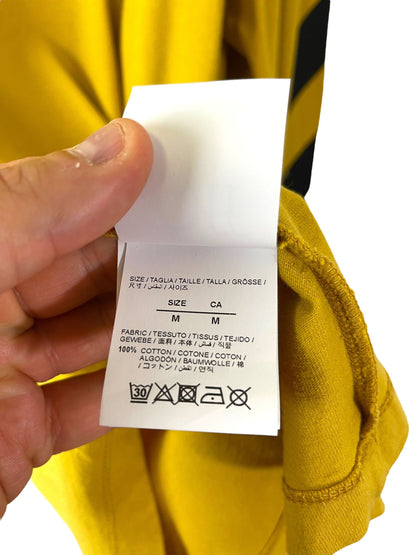 SIZE / TAGLIA / TAILLE / TALLA / GRÖSSE /
尺寸 / المقاس / 사이즈
SIZE CA
M M
FABRIC / TESSUTO / TISSUS / TEJIDO /
GEWEBE / 面料 / 本体 / قماش / 직물
100% COTTON / COTONE / COTON /
ALGODÓN / BAUMWOLLE / 棉
/ コットン / قطن / 면직
30